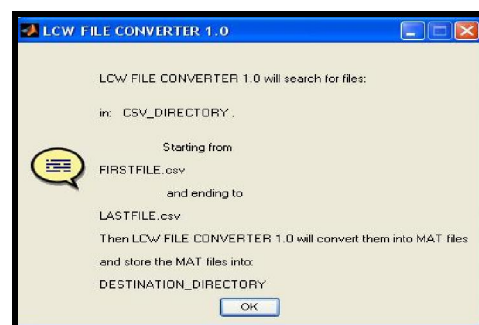 LCW FILE CONVERTER 1.0
LCW FILE CONVERTER 1.0 will search for files:
in: CSV_DIRECTORY .
Starting from
FIRSTFILE.csv
and ending to
LASTFILE.csv
Then LCW FILE CONVERTER 1.0 will convert them into MAT files
and store the MAT files into:
DESTINATION_DIRECTORY
OK